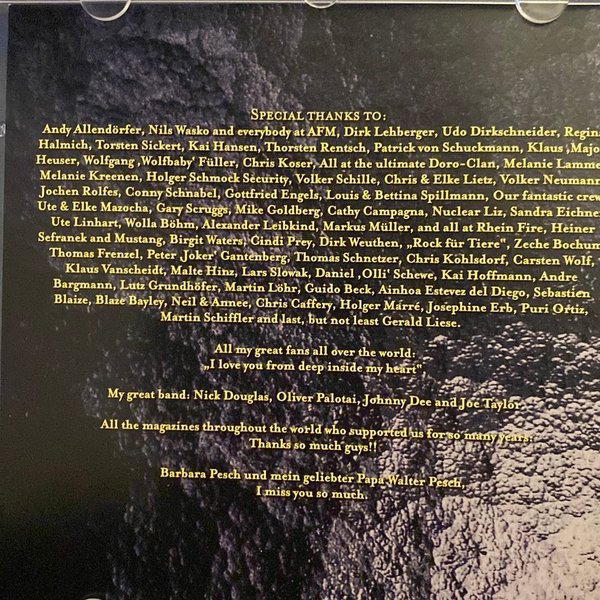 Special thanks to:
Andy Allendörfer, Nils Wasko and everybody at AFM, Dirk Lehberger, Udo Dirkschneider, Regina
Halmich, Torsten Sickert, Kai Hansen, Thorsten Rentsch, Patrick von Schuckmann, Klaus ‚Major
Heuser, Wolfgang ‚Wolfbaby' Füller, Chris Koser, All at the ultimate Doro-Clan, Melanie Lammer
Melanie Kreenen, Holger Schmock Security, Volker Schille, Chris & Elke Lietz, Volker Neumann
Jochen Rolfes, Conny Schnabel, Gottfried Engels, Louis & Bettina Spillmann, Our fantastic crew
Ute & Elke Mazocha, Gary Scruggs, Mike Goldberg, Cathy Campagna, Nuclear Liz, Sandra Eichner
Ute Linhart, Wolla Böhm, Alexander Leibkind, Markus Müller, and all at Rhein Fire, Heiner
Sefranek and Mustang, Birgit Waters, Cindi Prey, Dirk Weuthen, „Rock für Tiere“, Zeche Bochum
Thomas Frenzel, Peter ‚Joker' Gantenberg, Thomas Schnetzer, Chris Köhlsdorf, Carsten Wolf,
Klaus Vanscheidt, Malte Hinz, Lars Slowak, Daniel ‚Olli' Schewe, Kai Hoffmann, Andre
Bargmann, Lutz Grundhöfer, Martin Löhr, Guido Beck, Ainhoa Estevez del Diego, Sebastien
Blaize, Blaze Bayley, Neil & Aimee, Chris Caffery, Holger Marré, Josephine Erb, Puri Ortiz,
Martin Schiffler and last, but not least Gerald Liese.
All my great fans all over the world:
„I love you from deep inside my heart“
My great band: Nick Douglas, Oliver Palotai, Johnny Dee and Joe Taylor
All the magazines throughout the world who supported us for so many years:
Thanks so much guys!!
Barbara Pesch und mein geliebter Papa Walter Pesch,
I miss you so much.